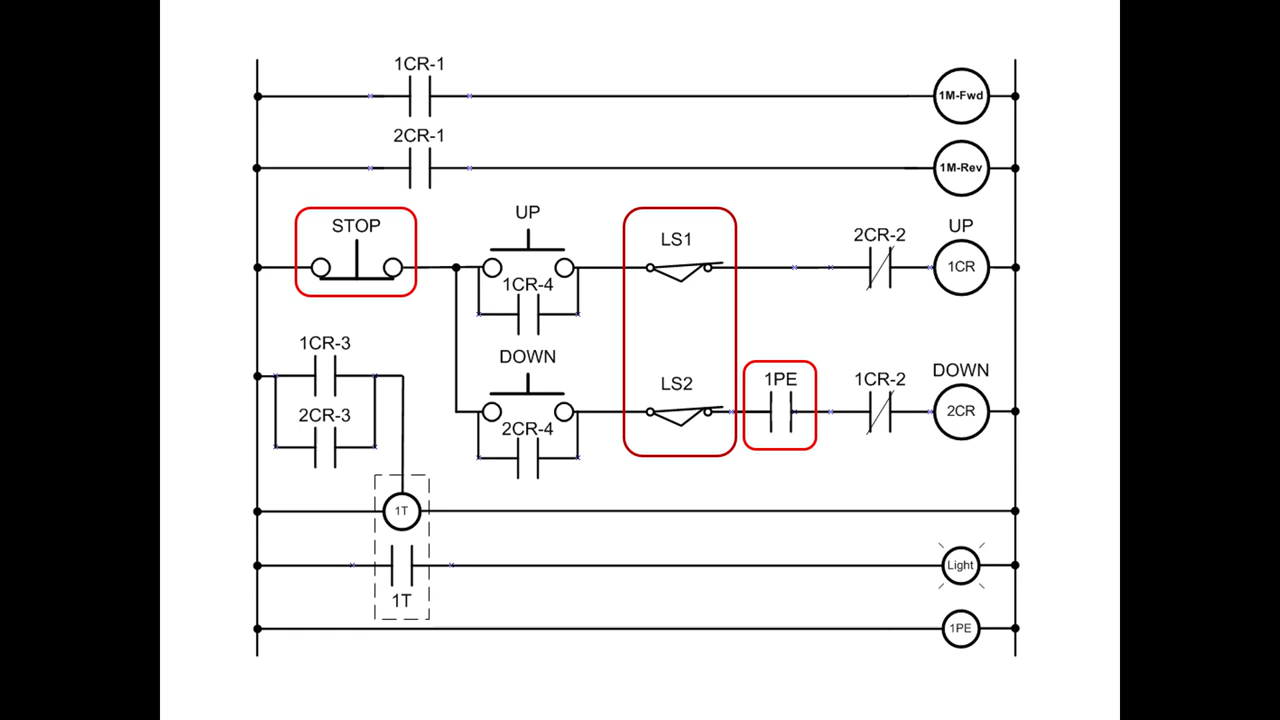 1CR-1
1M-Fwd
2CR-1
1M-Rev
STOP
UP
LS1
2CR-2
UP
1CR
1CR-4
1CR-3
DOWN
LS2
1PE
1CR-2
DOWN
2CR
2CR-3
2CR-4
1T
Light
1T
1PE